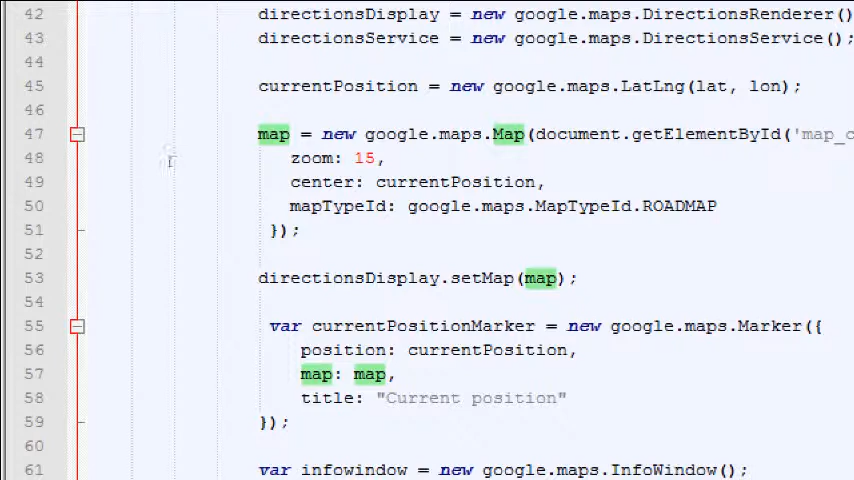 42 directionsDisplay = new google.maps.DirectionsRenderer()
43 directionsService = new google.maps.DirectionsService();
44
45 currentPosition = new google.maps.LatLng(lat, lon);
46
47 map = new google.maps.Map(document.getElementById('map_c
48 zoom: 15,
49 center: currentPosition,
50 mapTypeId: google.maps.MapTypeId.ROADMAP
51 });
52
53 directionsDisplay.setMap(map);
54
55 var currentPositionMarker = new google.maps.Marker({
56 position: currentPosition,
57 map: map,
58 title: "Current position"
59 });
60
61 var infowindow = new google.maps.InfoWindow();